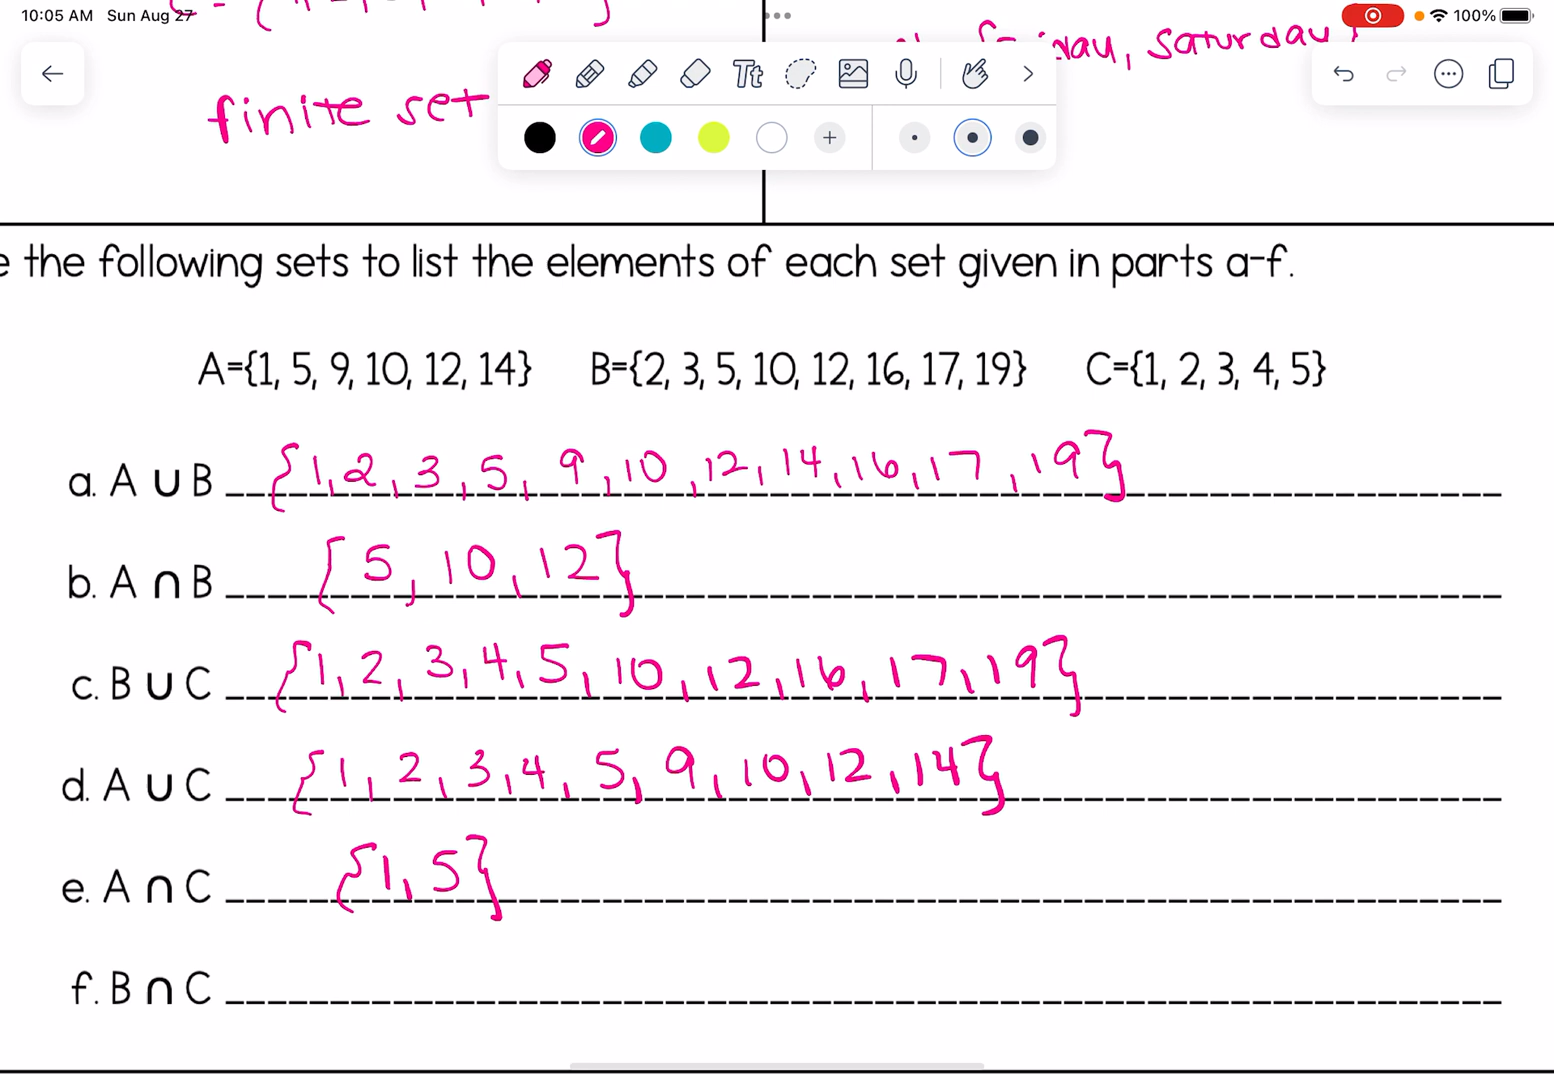 10:05 AM Sun Aug 27
100%
Saturday
finite set
Tt
the following sets to list the elements of each set given in parts a-f.
A={1, 5, 9, 10, 12, 14} B={2, 3, 5, 10, 12, 16, 17, 19} C={1, 2, 3, 4, 5}
a. A ∪ B {1, 2, 3, 5, 9, 10, 12, 14, 16, 17, 19}
b. A ∩ B {5, 10, 12}
c. B ∪ C {1, 2, 3, 4, 5, 10, 12, 16, 17, 19}
d. A ∪ C {1, 2, 3, 4, 5, 9, 10, 12, 14}
e. A ∩ C {1, 5}
f. B ∩ C